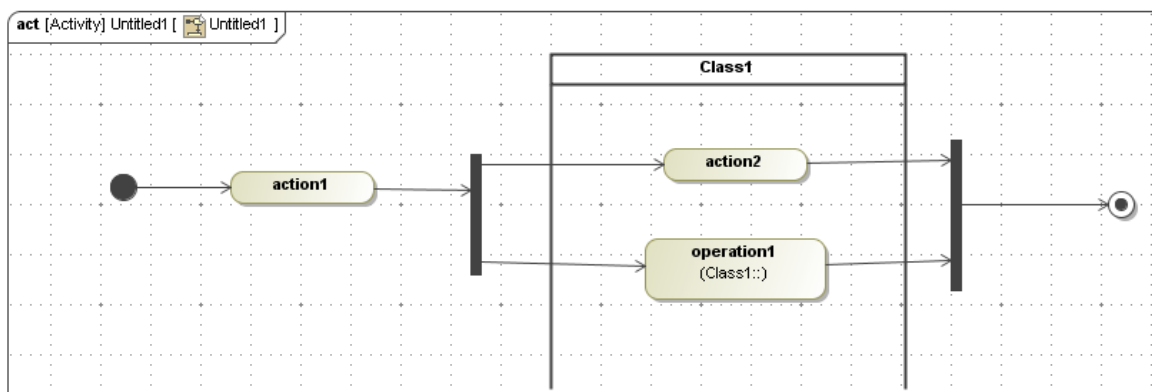 act [Activity] Untitled1 [ Untitled1 ]
Class1
action1
action2
operation1
(Class1::)